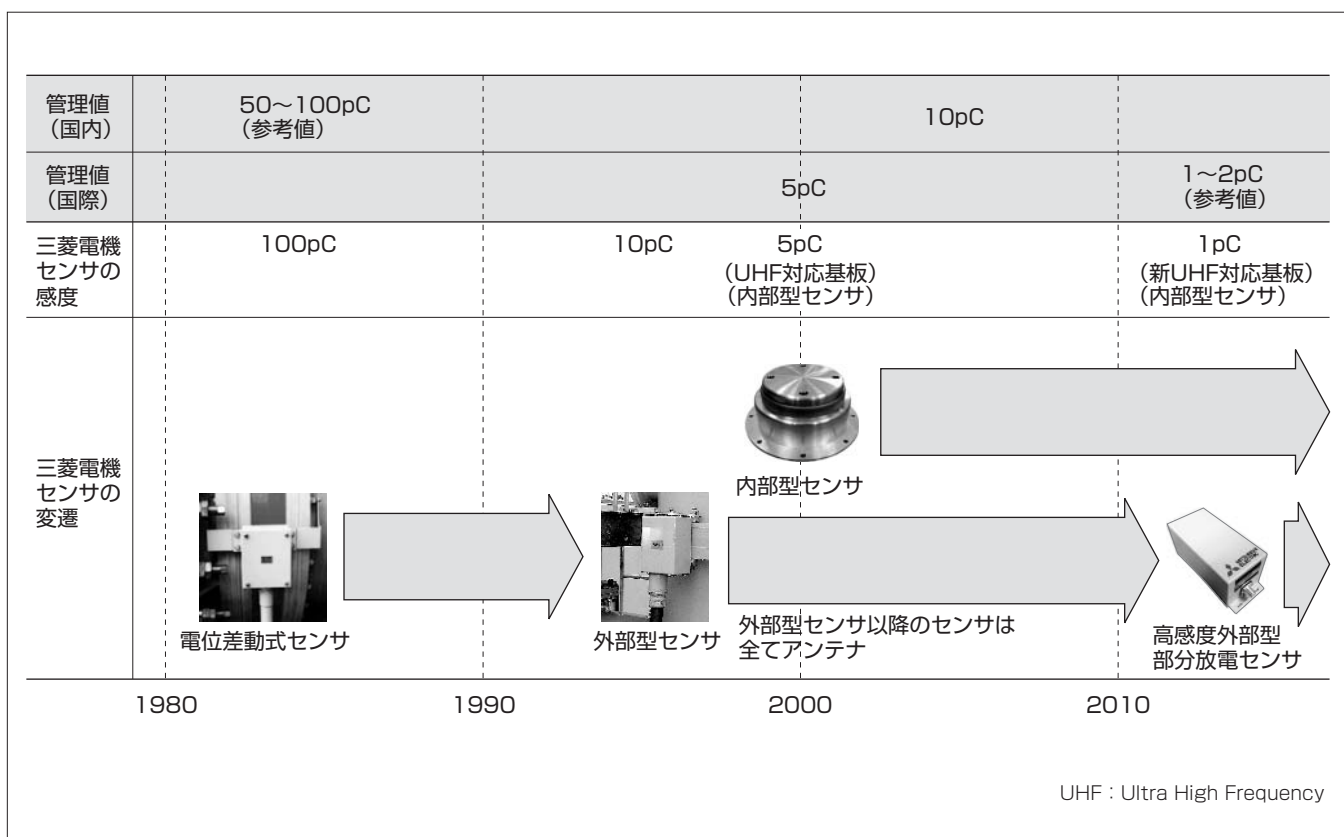 管理値
（国内）
50～100pC
（参考値）
10pC
管理値
（国際）
5pC
1～2pC
（参考値）
三菱電機
センサの
感度
100pC
10pC
5pC
（UHF対応基板）
（内部型センサ）
1pC
（新UHF対応基板）
（内部型センサ）
三菱電機
センサの
変遷
内部型センサ
電位差動式センサ
外部型センサ
外部型センサ以降のセンサは
全てアンテナ
高感度外部型
部分放電センサ
1980
1990
2000
2010
UHF：Ultra High Frequency